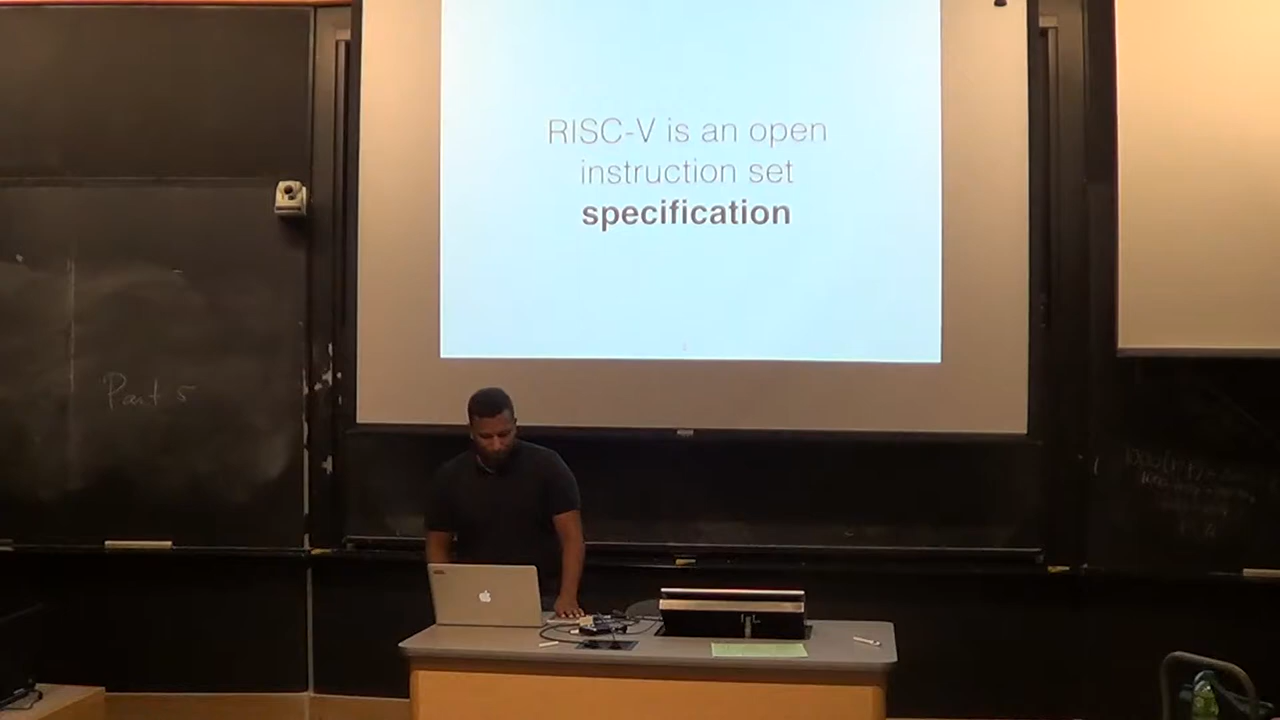 RISC-V is an open
instruction set
specification
Part 5